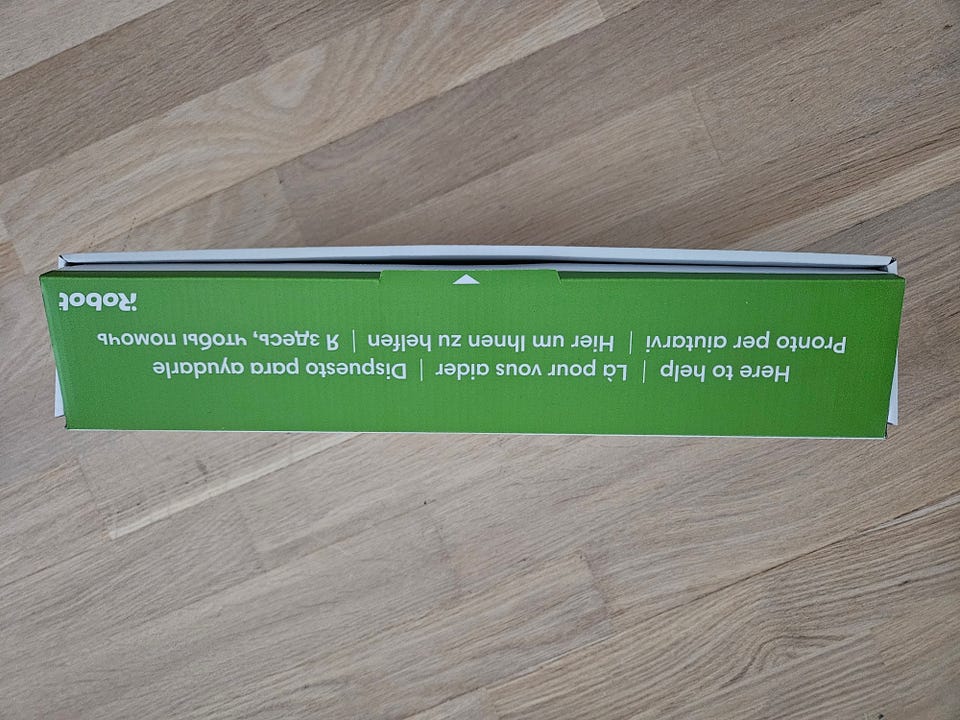 Here to help | Là pour vous aider | Dispuesto para ayudarle
Pronto per aiutarvi | Hier um Ihnen zu helfen | Я здесь, чтобы помочь
iRobot